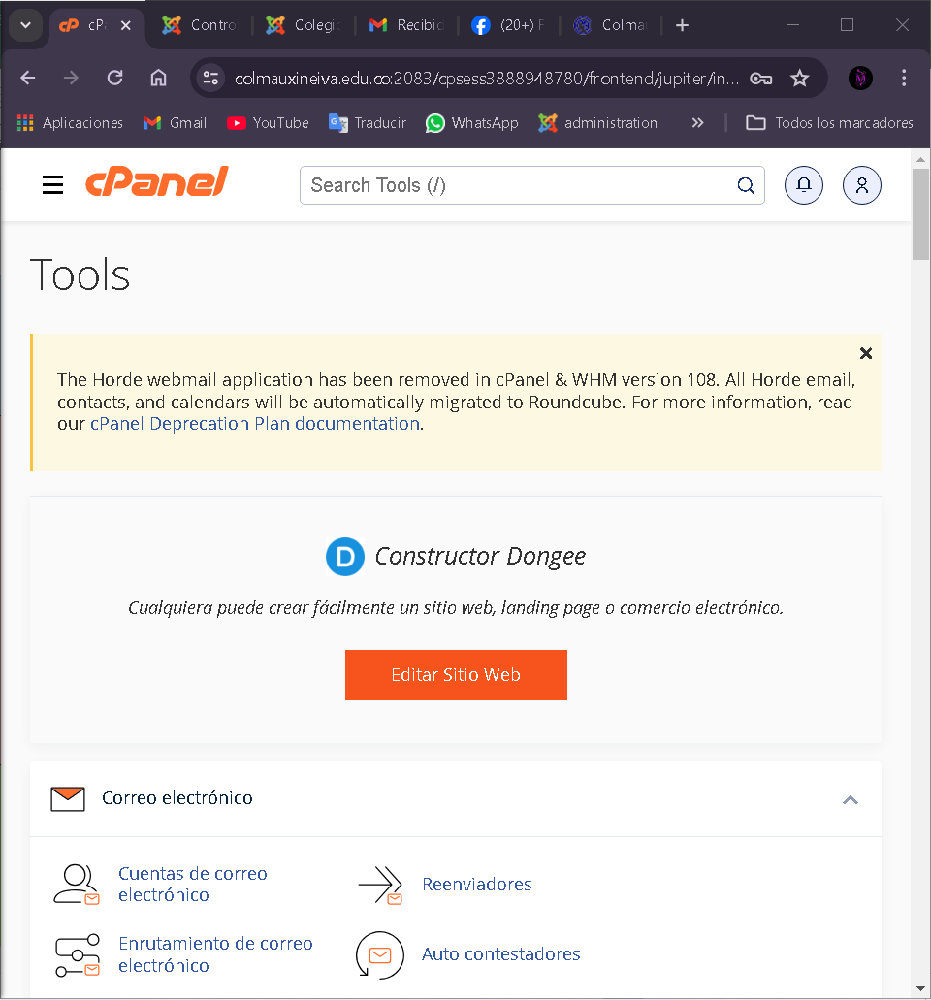 cPa
Contro
Colegio
Recibid
(20+) F
Colmau
colmauxineiva.edu.co:2083/cpsess3888948780/frontend/jupiter/in...
Aplicaciones
Gmail
YouTube
Traducir
WhatsApp
administration
Todos los marcadores
cPanel
Search Tools (/)
Tools
The Horde webmail application has been removed in cPanel & WHM version 108. All Horde email,
contacts, and calendars will be automatically migrated to Roundcube. For more information, read
our cPanel Deprecation Plan documentation.
Constructor Dongee
Cualquiera puede crear fácilmente un sitio web, landing page o comercio electrónico.
Editar Sitio Web
Correo electrónico
Cuentas de correo
electrónico
Reenviadores
Enrutamiento de correo
electrónico
Auto contestadores